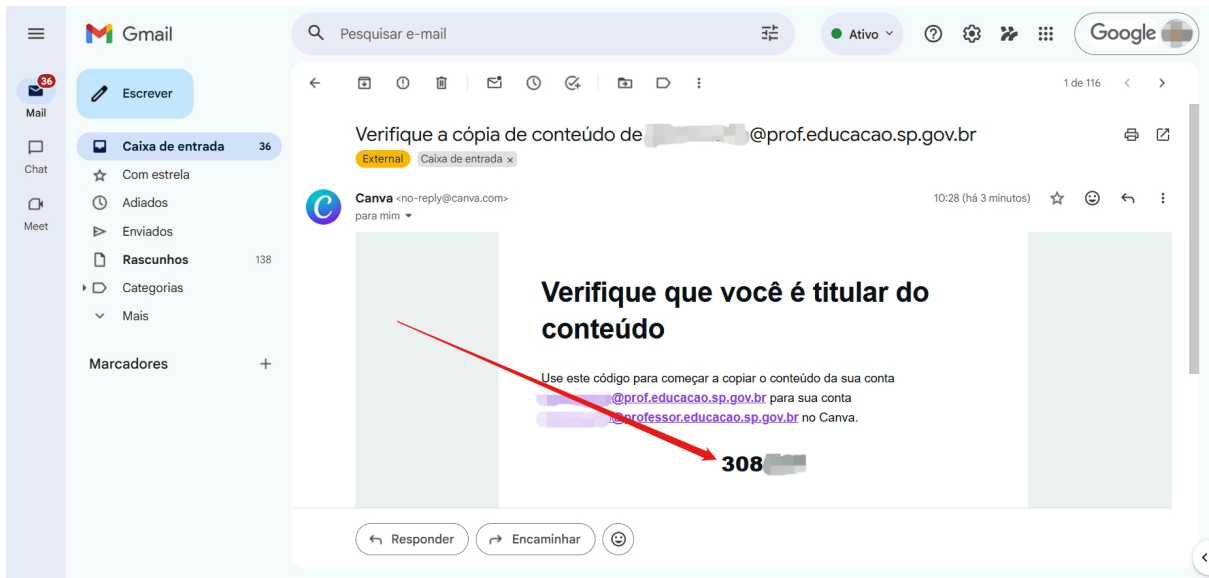 Gmail
Pesquisar e-mail
Ativo
Google
36
Mail
Chat
Meet
Escrever
Caixa de entrada 36
Com estrela
Adiados
Enviados
Rascunhos 138
Categorias
Mais
Marcadores
1 de 116
Verifique a cópia de conteúdo de @prof.educacao.sp.gov.br
External Caixa de entrada x
Canva <no-reply@canva.com> 10:28 (há 3 minutos)
para mim
Verifique que você é titular do
conteúdo
Use este código para começar a copiar o conteúdo da sua conta
@prof.educacao.sp.gov.br para sua conta
@professor.educacao.sp.gov.br no Canva.
308
Responder Encaminhar